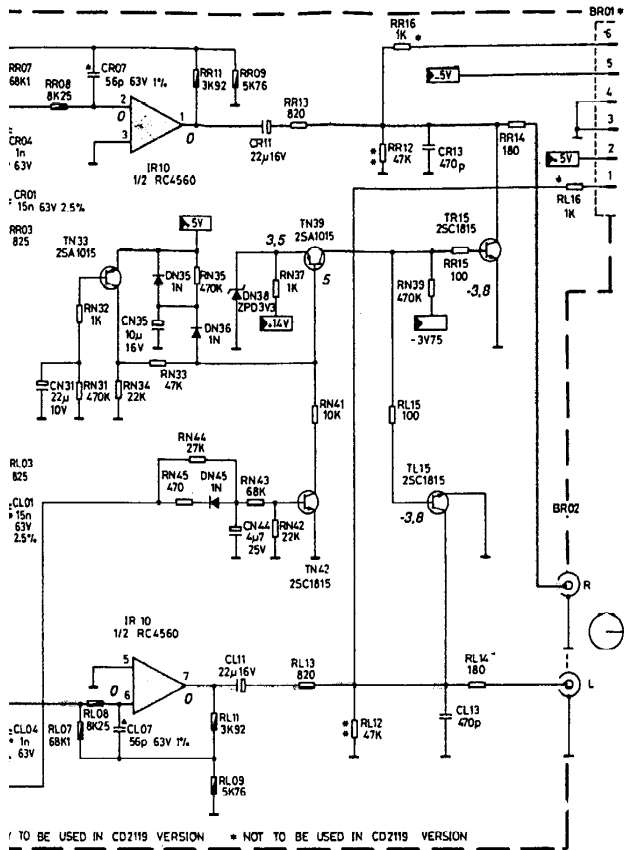 BR01*
RR16
1K *
6
5
-5V
4
3
5V
2
1
* RL16
1K
RR07
68K1
RR08
8K25
CR07
56p 63V 1%
RR11
3K92
RR09
5K76
2
0
3
1
0
IR10
1/2 RC4560
CR11
22µ16V
RR13
820
RR12
47K
**
CR13
470p
RR14
180
CR04
1n
63V
CR01
15n 63V 2.5%
RR03
825
TN33
2SA1015
5V
3,5
TN39
2SA1015
5
TR15
2SC1815
RR15
100
-3,8
DN35
1N
RN35
470K
DN38
ZPD3V3
RN37
1K
-14V
RN39
470K
-3V75
RN32
1K
CN35
10µ
16V
DN36
1N
RN33
47K
CN31
22µ
10V
RN31
470K
RN34
22K
RN41
10K
RL15
100
RN44
27K
RN45
470
DN45
1N
RN43
68K
RL03
825
CL01
15n
63V
2.5%
TL15
2SC1815
-3,8
CN44
4µ7
25V
RN42
22K
TN42
2SC1815
BR02
R
IR 10
1/2 RC4560
5
0
6
7
0
CL11
22µ16V
RL13
820
RL14
180
L
RL08
8K25
CL04
1n
63V
RL07
68K1
CL07
56p 63V 1%
RL11
3K92
RL12
47K
**
CL13
470p
RL09
5K76
TO BE USED IN CD2119 VERSION * NOT TO BE USED IN CD2119 VERSION